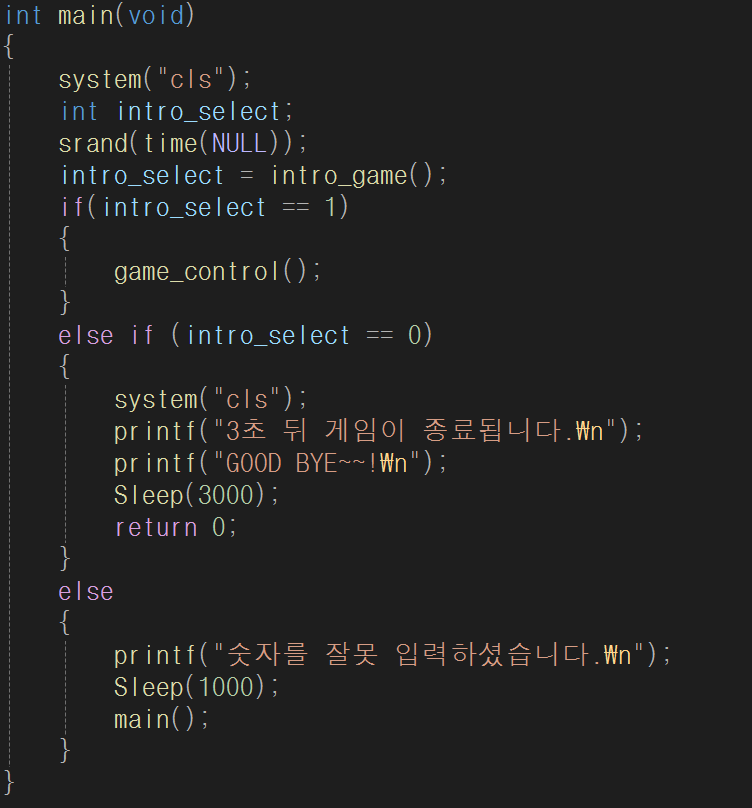 int main(void)
{
    system("cls");
    int intro_select;
    srand(time(NULL));
    intro_select = intro_game();
    if(intro_select == 1)
    {
        game_control();
    }
    else if (intro_select == 0)
    {
        system("cls");
        printf("3초 뒤 게임이 종료됩니다.₩n");
        printf("GOOD BYE~~!₩n");
        Sleep(3000);
        return 0;
    }
    else
    {
        printf("숫자를 잘못 입력하셨습니다.₩n");
        Sleep(1000);
        main();
    }
}